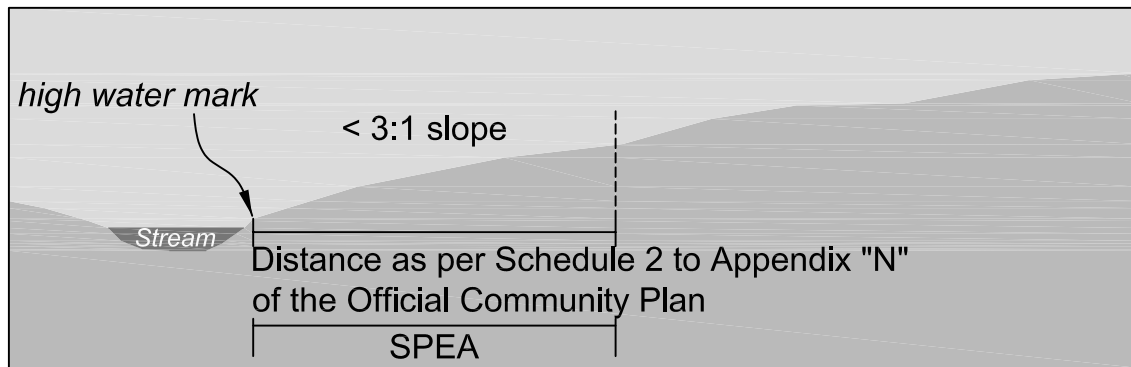 high water mark
< 3:1 slope
Stream
Distance as per Schedule 2 to Appendix "N"
of the Official Community Plan
SPEA